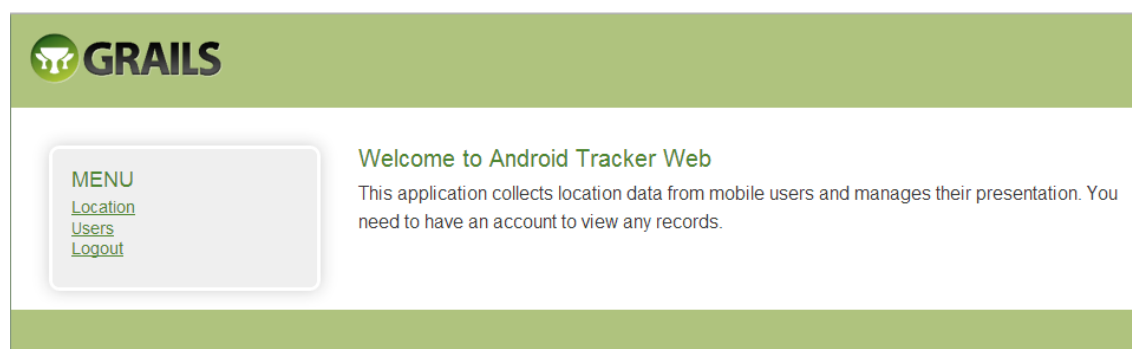 GRAILS
MENU
Location
Users
Logout
Welcome to Android Tracker Web
This application collects location data from mobile users and manages their presentation. You
need to have an account to view any records.